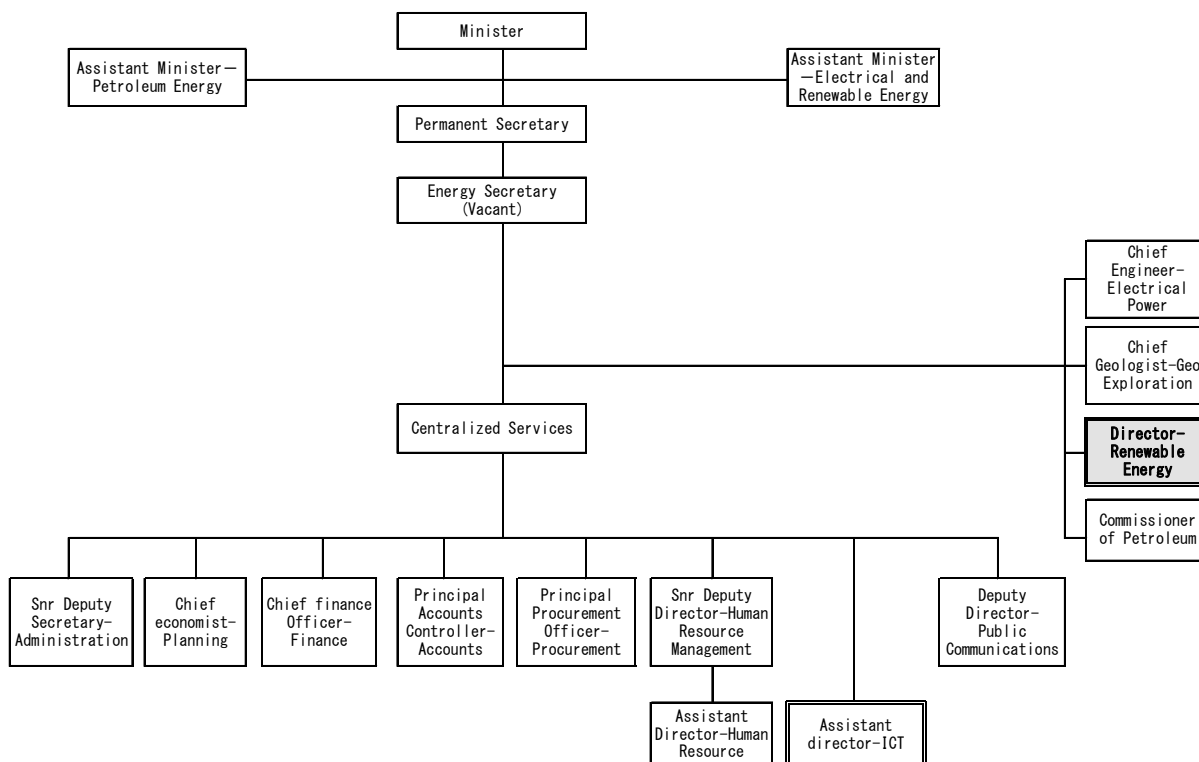 Minister
Assistant Minister—
Petroleum Energy
Assistant Minister
—Electrical and
Renewable Energy
Permanent Secretary
Energy Secretary
(Vacant)
Chief
Engineer-
Electrical
Power
Chief
Geologist-Geo
Exploration
Centralized Services
Director-
Renewable
Energy
Commissioner
of Petroleum
Snr Deputy
Secretary-
Administration
Chief
economist-
Planning
Chief finance
Officer-
Finance
Principal
Accounts
Controller-
Accounts
Principal
Procurement
Officer-
Procurement
Snr Deputy
Director-Human
Resource
Management
Deputy
Director-
Public
Communications
Assistant
Director-Human
Resource
Assistant
director-ICT